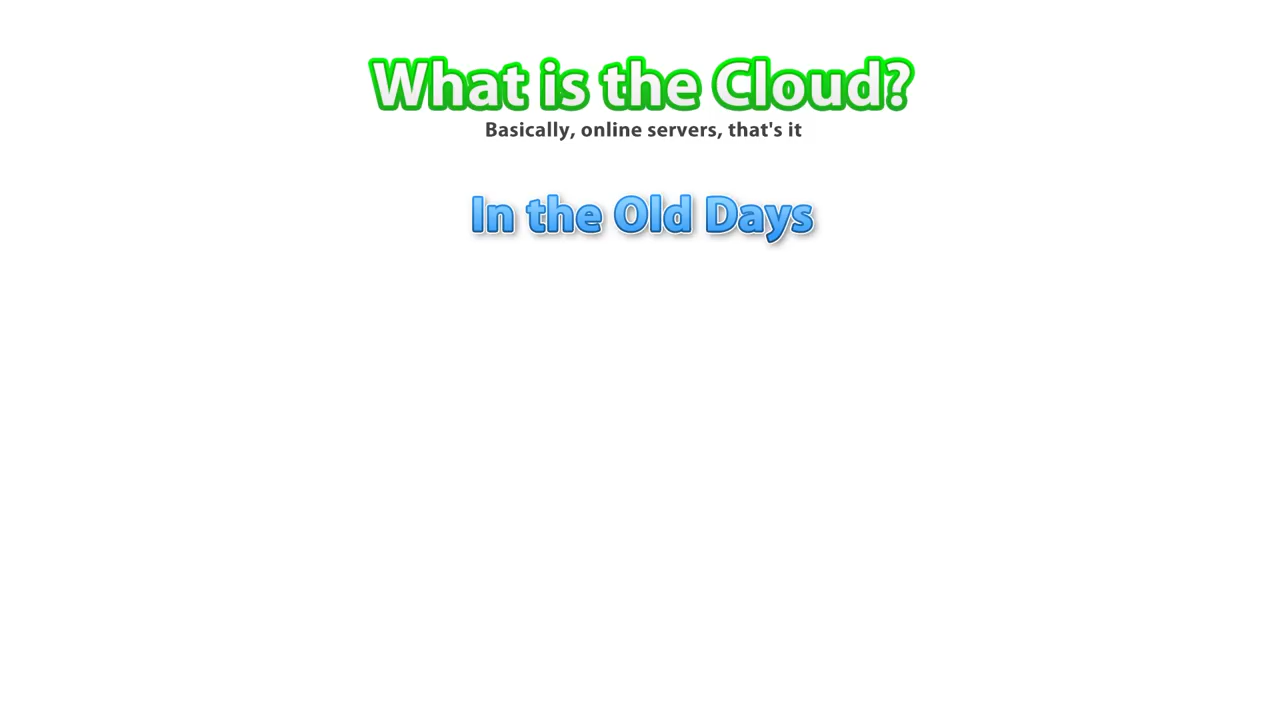 What is the Cloud?
Basically, online servers, that's it
In the Old Days